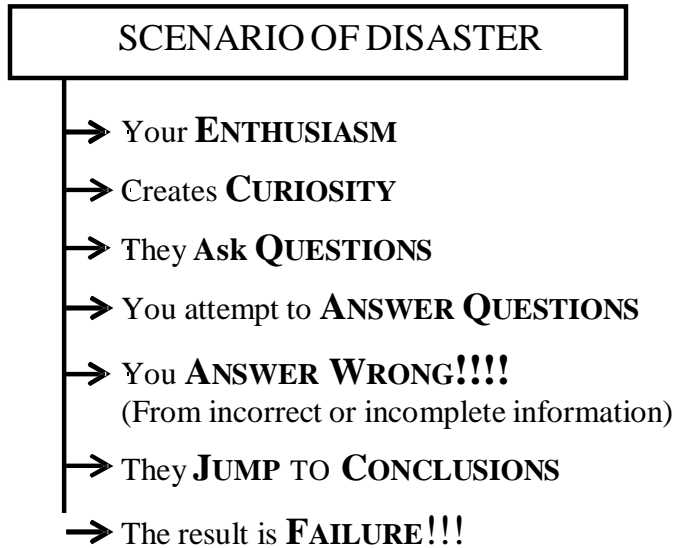 SCENARIO OF DISASTER
Your ENTHUSIASM
Creates CURIOSITY
They Ask QUESTIONS
You attempt to ANSWER QUESTIONS
You ANSWER WRONG!!!!
(From incorrect or incomplete information)
They JUMP TO CONCLUSIONS
The result is FAILURE!!!